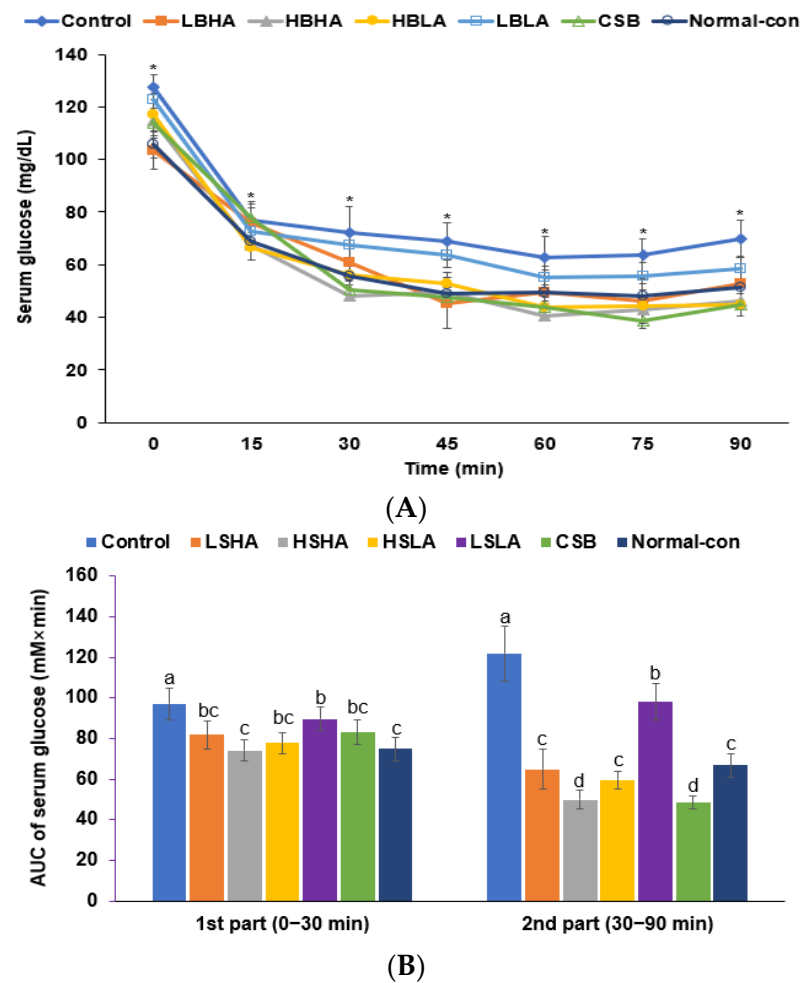 Control LBHA HBHA HBLA LBLA CSB Normal-con
140
120
100
80
60
40
20
0
Serum glucose (mg/dL)
* * * * * * *
0 15 30 45 60 75 90
Time (min)
(A)
Control LSHA HSHA HSLA LSLA CSB Normal-con
160
140
120
100
80
60
40
20
0
AUC of serum glucose (mM×min)
a bc c bc b bc c
a c d c b d c
1st part (0−30 min) 2nd part (30−90 min)
(B)